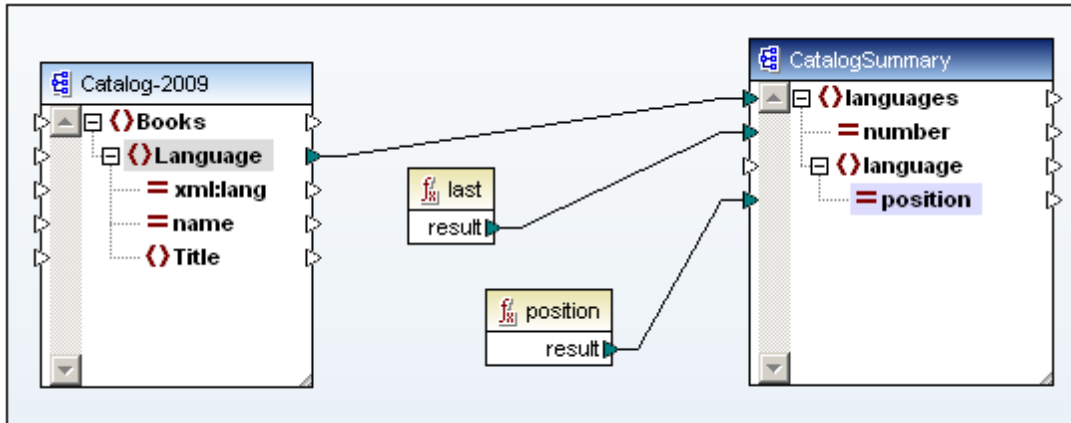 Catalog-2009
Books
Language
xml:lang
name
Title
last
result
position
result
CatalogSummary
languages
number
language
position